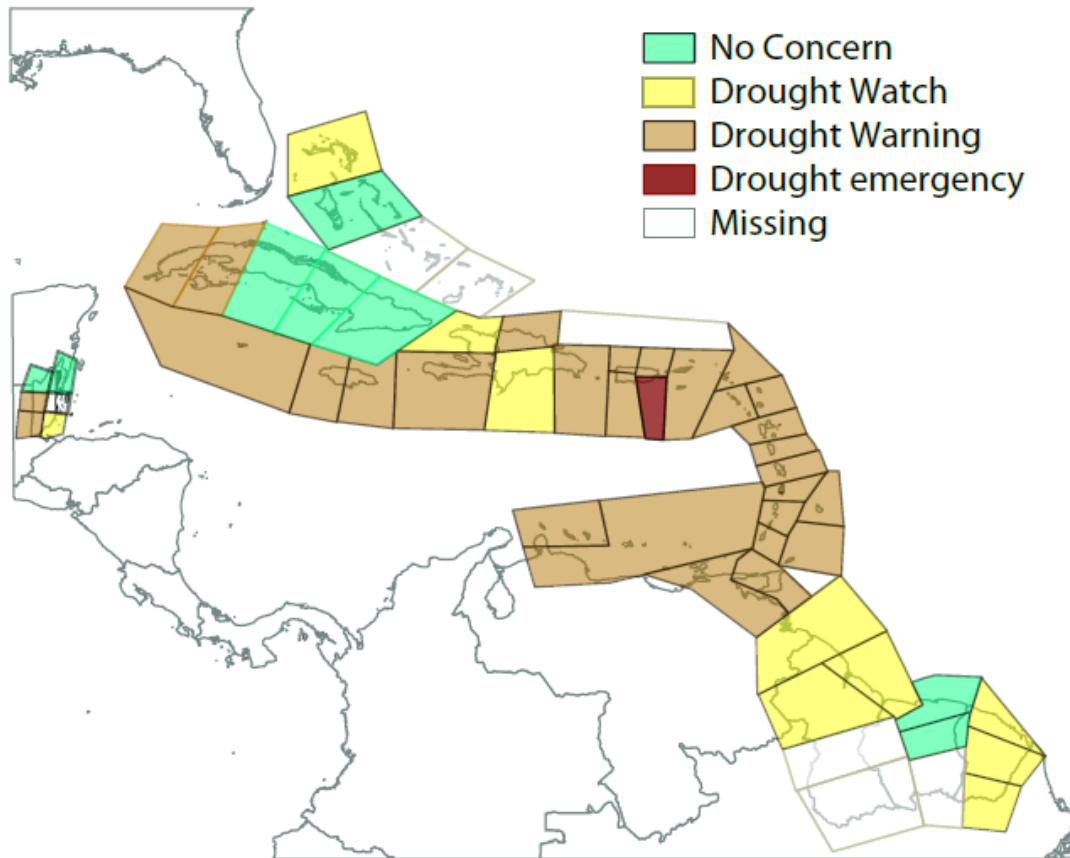 No Concern
Drought Watch
Drought Warning
Drought emergency
Missing